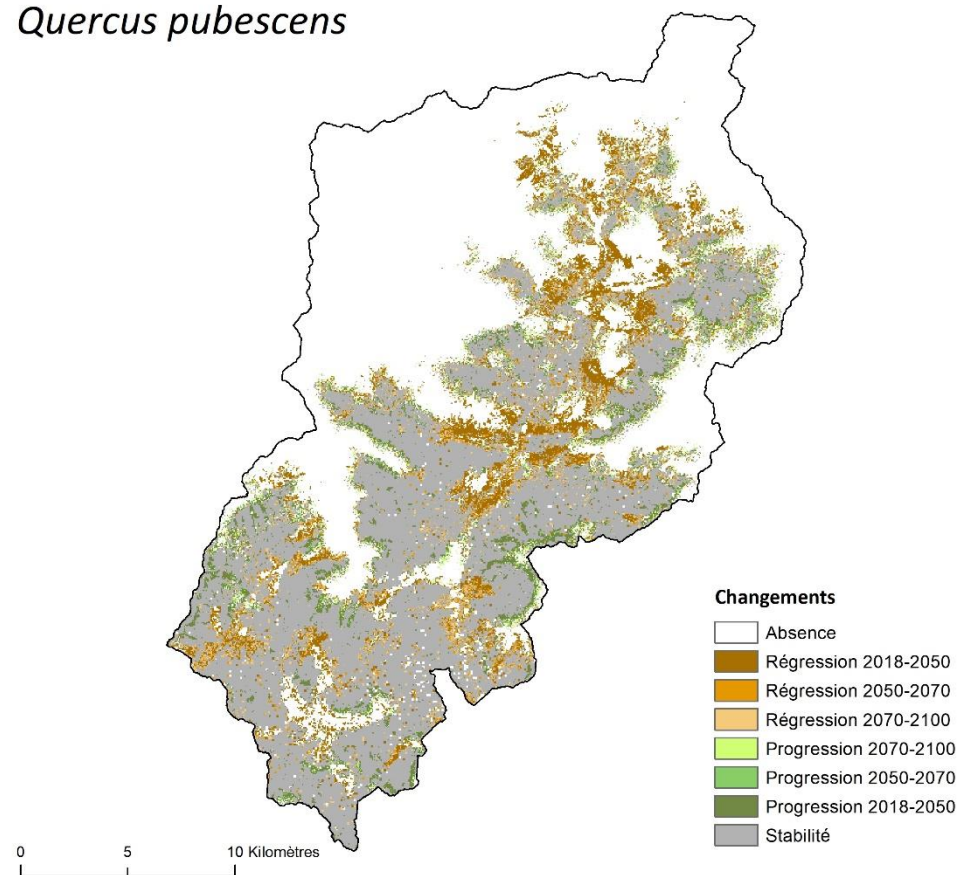 Quercus pubescens
Changements
Absence
Régression 2018-2050
Régression 2050-2070
Régression 2070-2100
Progression 2070-2100
Progression 2050-2070
Progression 2018-2050
Stabilité
0 5 10 Kilomètres